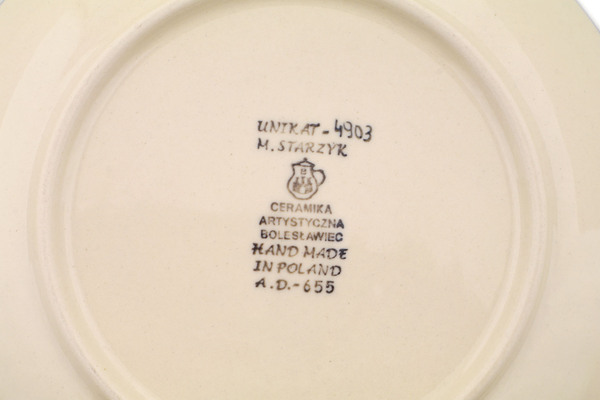 UNIKAT-4903
M. STARZYK
CERAMIKA
ARTYSTYCZNA
BOLESŁAWIEC
HAND MADE
IN POLAND
A.D.-655